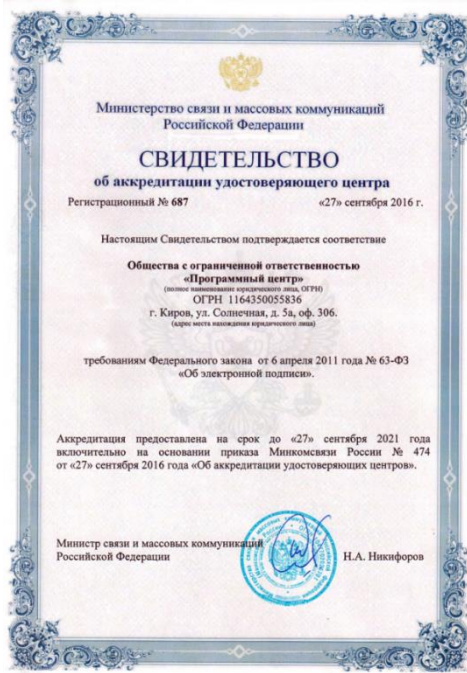 Министерство связи и массовых коммуникаций
Российской Федерации
СВИДЕТЕЛЬСТВО
об аккредитации удостоверяющего центра
Регистрационный № 687 «27» сентября 2016 г.
Настоящим Свидетельством подтверждается соответствие
Общества с ограниченной ответственностью
«Программный центр»
(полное наименование юридического лица, ОГРН)
ОГРН 1164350055836
г. Киров, ул. Солнечная, д. 5а, оф. 306.
(адрес места нахождения юридического лица)
требованиям Федерального закона от 6 апреля 2011 года № 63-ФЗ
«Об электронной подписи».
Аккредитация предоставлена на срок до «27» сентября 2021 года
включительно на основании приказа Минкомсвязи России № 474
от «27» сентября 2016 года «Об аккредитации удостоверяющих центров».
Министр связи и массовых коммуникаций
Российской Федерации Н.А. Никифоров